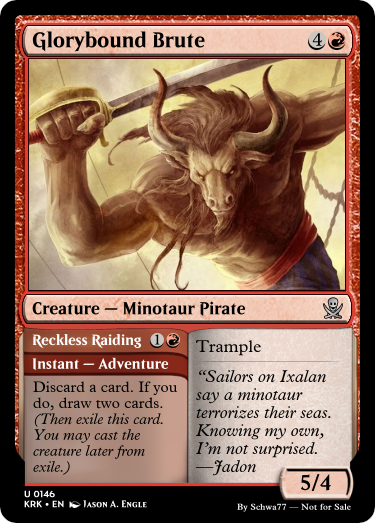 Glorybound Brute 4
Creature — Minotaur Pirate
Reckless Raiding 1
Instant — Adventure
Discard a card. If you
do, draw two cards.
(Then exile this card.
You may cast the
creature later from
exile.)
Trample
“Sailors on Ixalan
say a minotaur
terrorizes their seas.
Knowing my own,
I’m not surprised.
—Jadon
5/4
U 0146
KRK • EN Jason A. Engle
By Schwa77 — Not for Sale